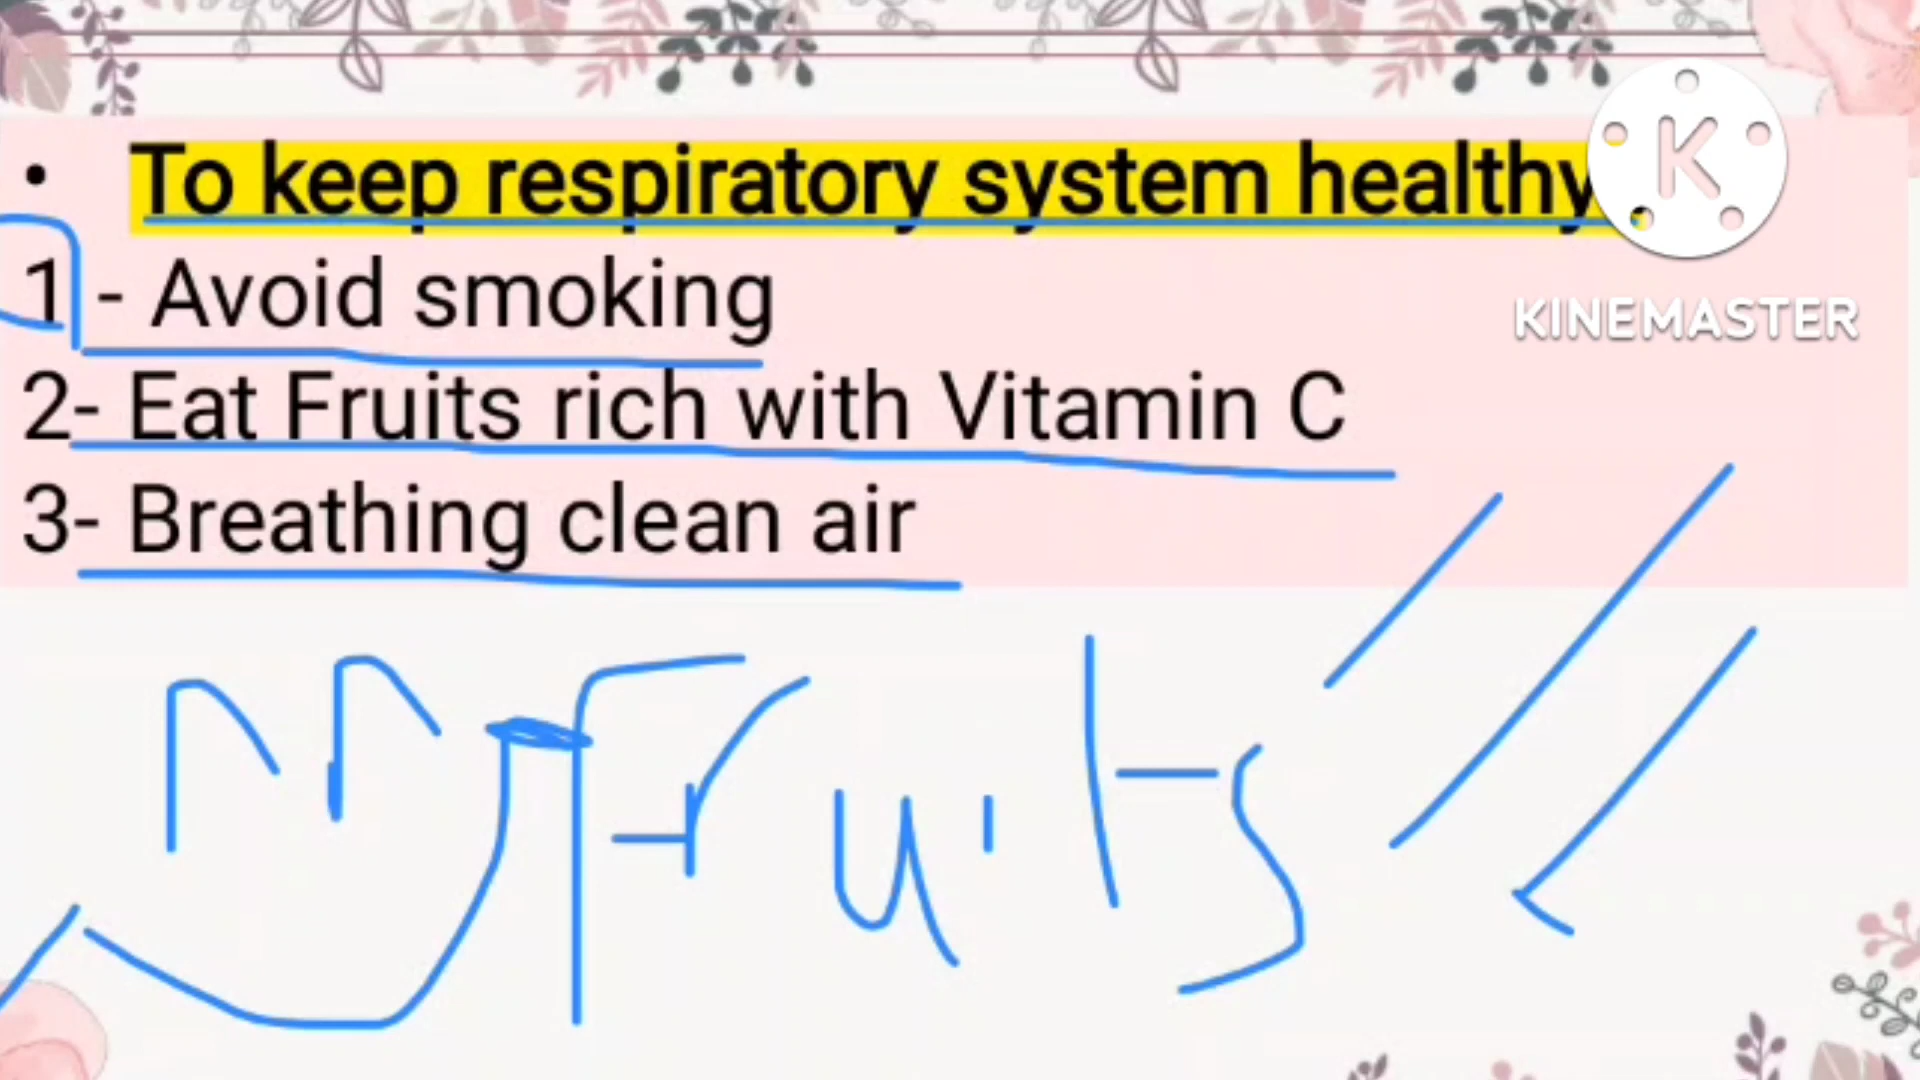 • To keep respiratory system healthy
1 - Avoid smoking
2- Eat Fruits rich with Vitamin C
3- Breathing clean air
K
KINEMASTER
Fruits